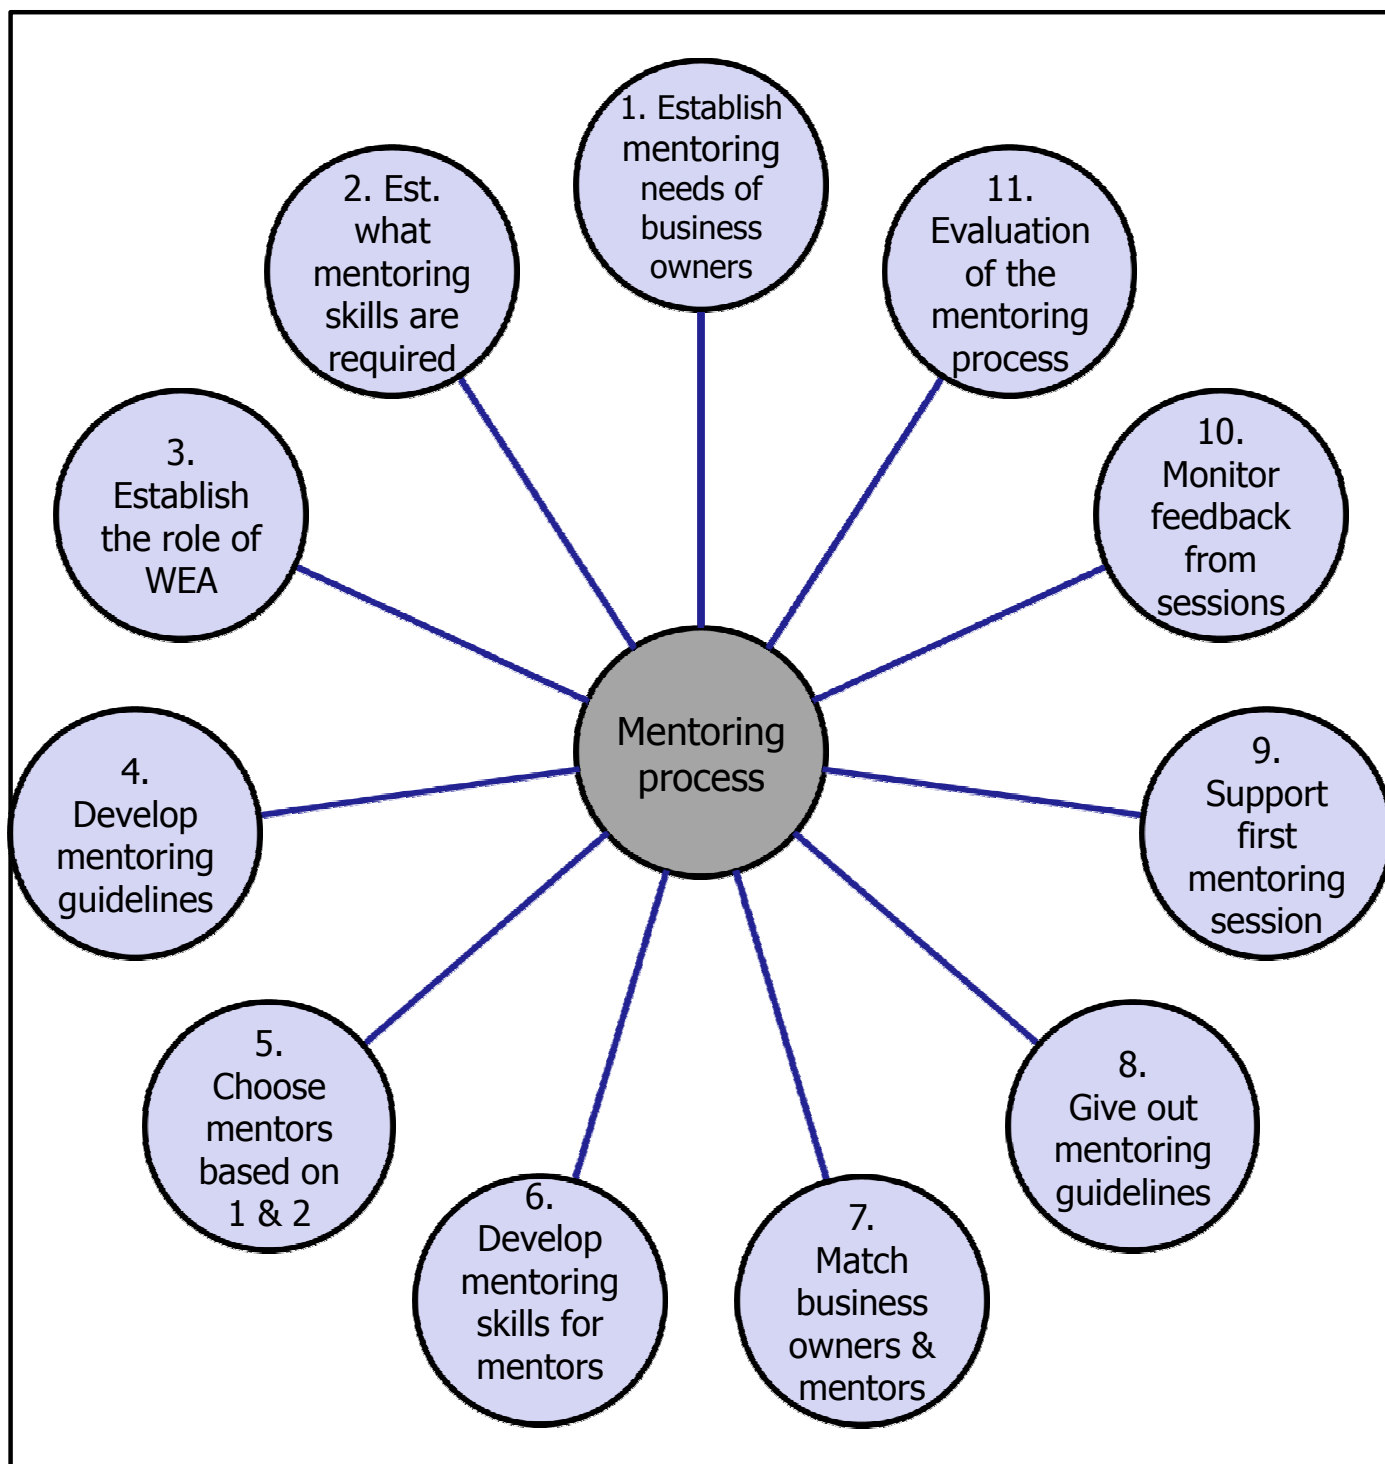 1. Establish
mentoring
needs of
business
owners
2. Est.
what
mentoring
skills are
required
3.
Establish
the role of
WEA
4.
Develop
mentoring
guidelines
5.
Choose
mentors
based on
1 & 2
6.
Develop
mentoring
skills for
mentors
7.
Match
business
owners &
mentors
8.
Give out
mentoring
guidelines
9.
Support
first
mentoring
session
10.
Monitor
feedback
from
sessions
11.
Evaluation
of the
mentoring
process
Mentoring
process